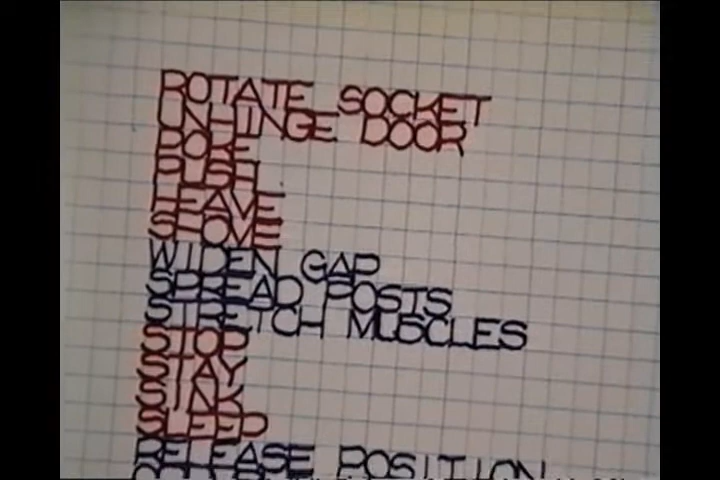 ROTATE SOCKET
UNHINGE DOOR
POKE
PUSH
HEAVE
SHOVE
WIDEN GAP
SPREAD POSTS
STRETCH MUSCLES
STOP
STAY
SINK
SLEEP
RELEASE POSITION